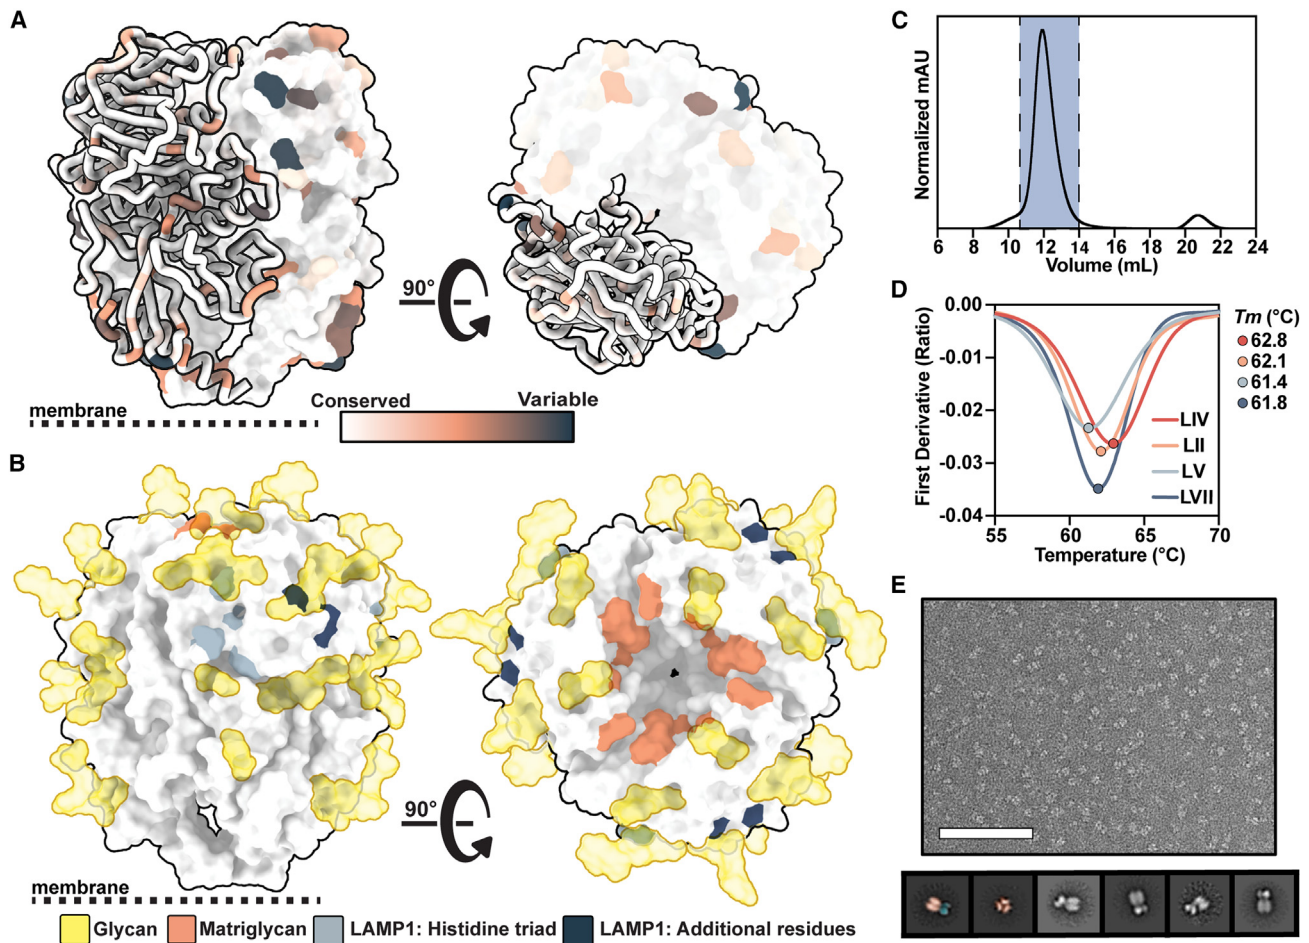 A
90°
membrane
Conserved
Variable
B
90°
membrane
Glycan
Matriglycan
LAMP1: Histidine triad
LAMP1: Additional residues
C
Normalized mAU
6 8 10 12 14 16 18 20 22 24
Volume (mL)
D
First Derivative (Ratio)
0.00
-0.01
-0.02
-0.03
-0.04
55 60 65 70
Temperature (°C)
LIV
LII
LV
LVII
Tm (°C)
62.8
62.1
61.4
61.8
E